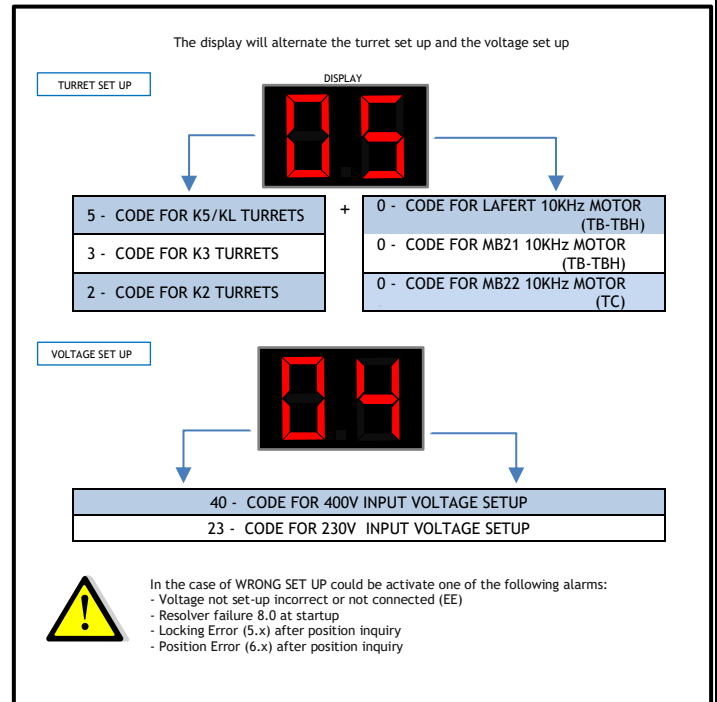 The display will alternate the turret set up and the voltage set up
TURRET SET UP
DISPLAY
05
5 - CODE FOR K5/KL TURRETS
3 - CODE FOR K3 TURRETS
2 - CODE FOR K2 TURRETS
+
0 - CODE FOR LAFERT 10KHz MOTOR
(TB-TBH)
0 - CODE FOR MB21 10KHz MOTOR
(TB-TBH)
0 - CODE FOR MB22 10KHz MOTOR
(TC)
VOLTAGE SET UP
04
40 - CODE FOR 400V INPUT VOLTAGE SETUP
23 - CODE FOR 230V INPUT VOLTAGE SETUP
!
In the case of WRONG SET UP could be activate one of the following alarms:
- Voltage not set-up incorrect or not connected (EE)
- Resolver failure 8.0 at startup
- Locking Error (5.x) after position inquiry
- Position Error (6.x) after position inquiry